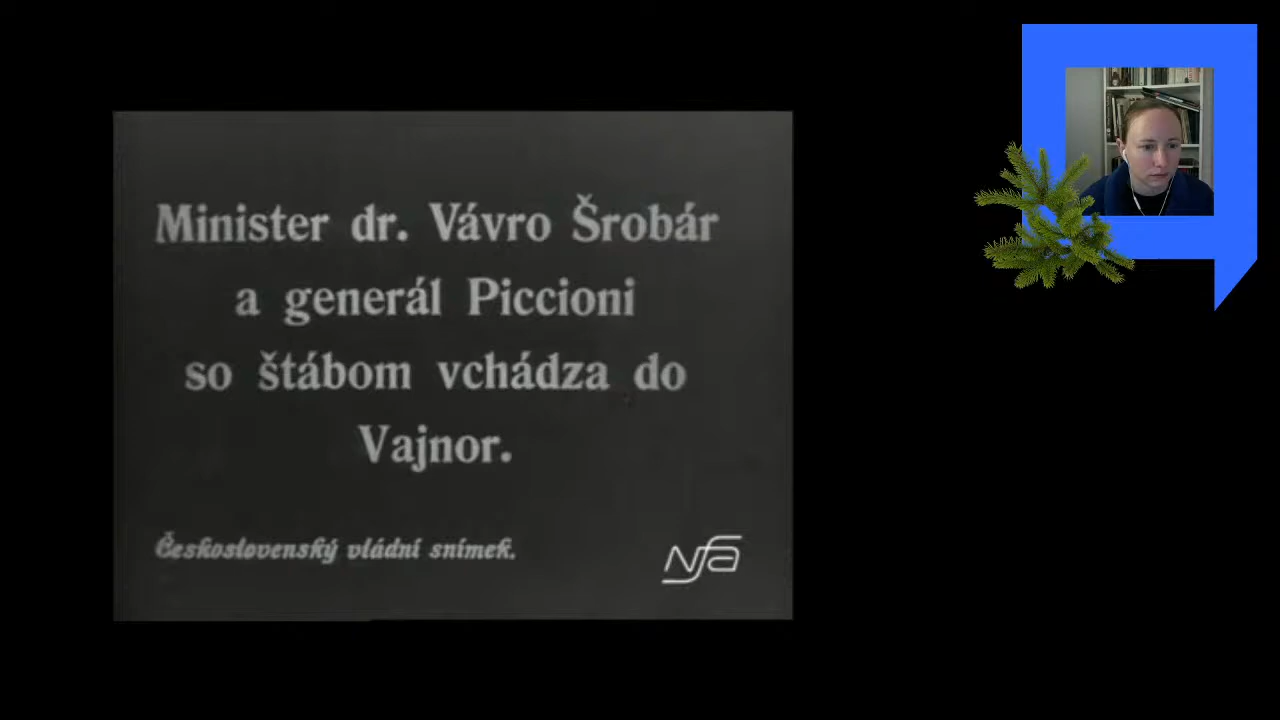 Minister dr. Vávro Šrobár
a generál Piccioni
so štábom vchádza do
Vajnor.
Československý vládní snímek.
Nfa